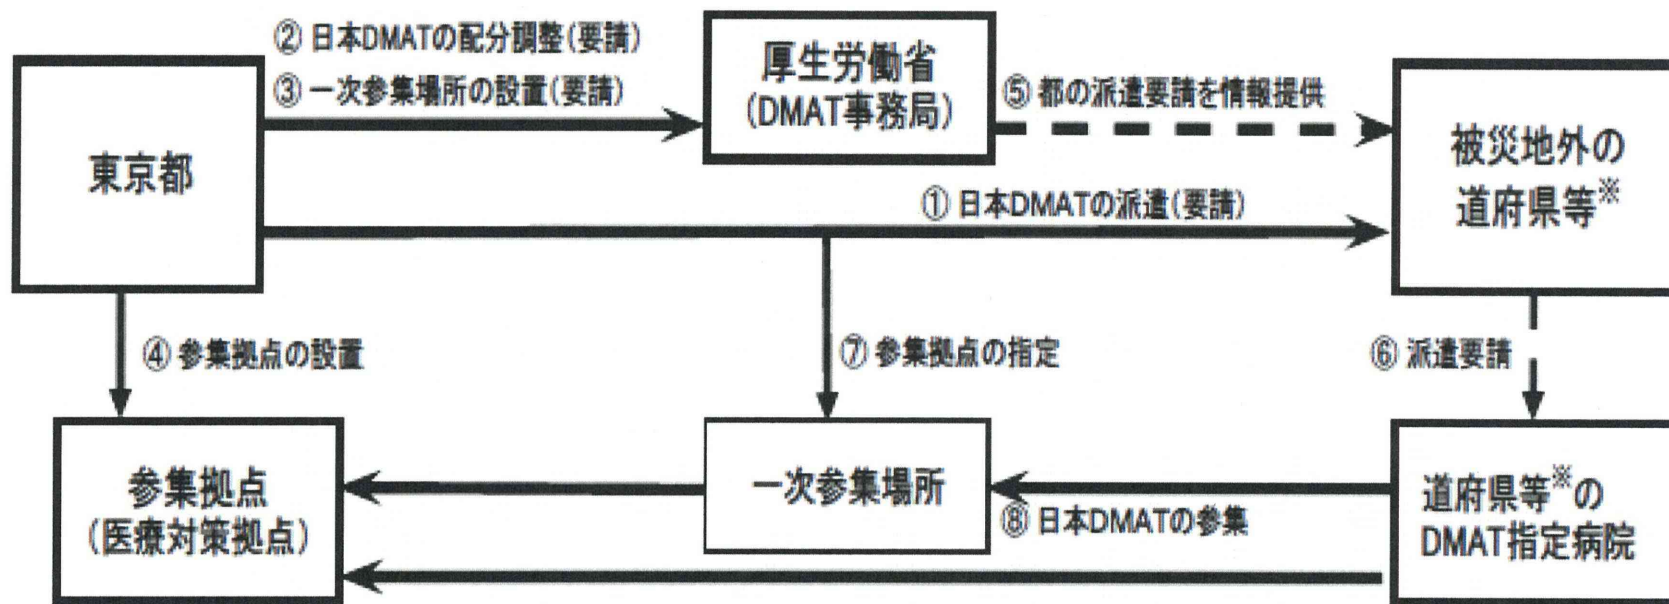 ② 日本DMATの配分調整(要請)
③ 一次参集場所の設置(要請)
東京都
厚生労働省
(DMAT事務局)
⑤ 都の派遣要請を情報提供
被災地外の
道府県等※
① 日本DMATの派遣(要請)
④ 参集拠点の設置
⑦ 参集拠点の指定
⑥ 派遣要請
参集拠点
(医療対策拠点)
一次参集場所
⑧ 日本DMATの参集
道府県等※の
DMAT指定病院